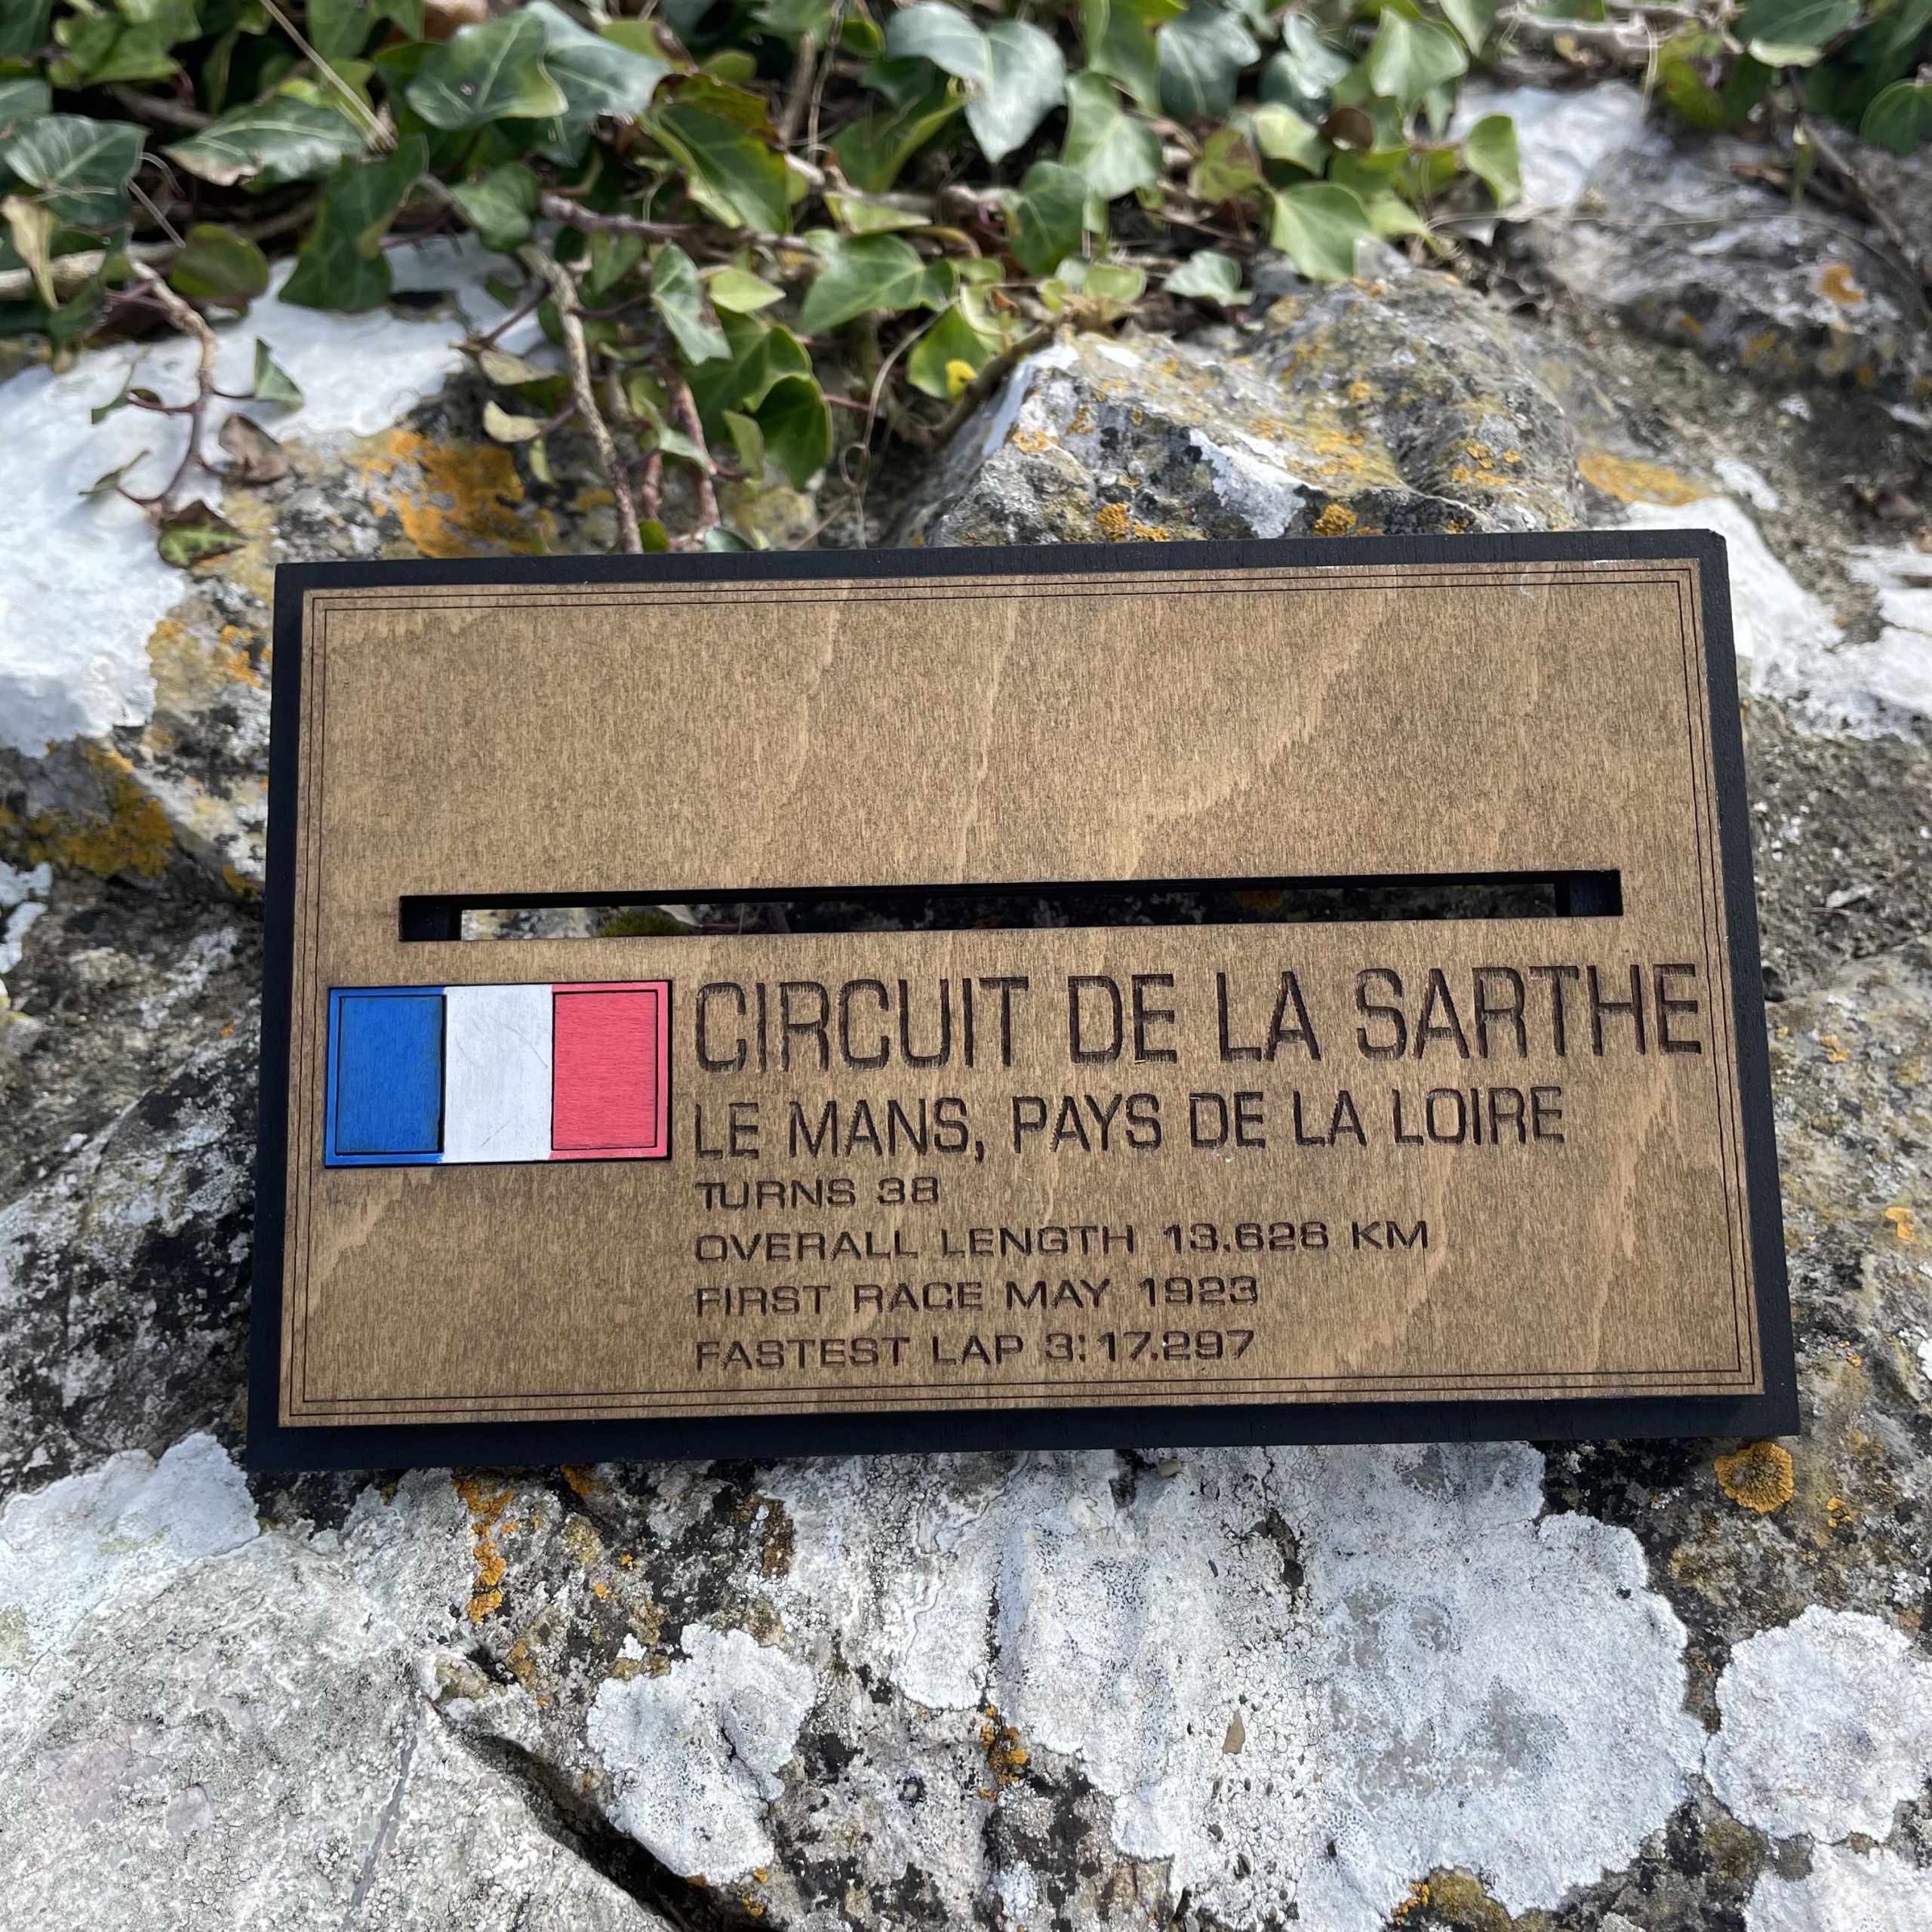 CIRCUIT DE LA SARTHE
LE MANS, PAYS DE LA LOIRE
TURNS 38
OVERALL LENGTH 13.626 KM
FIRST RACE MAY 1923
FASTEST LAP 3:17.297